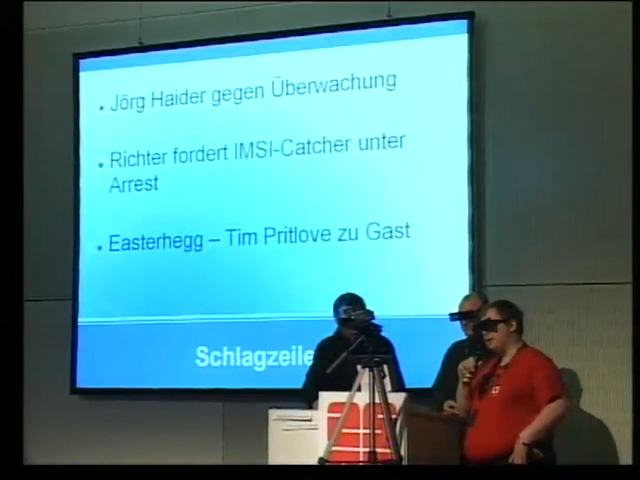 Jörg Haider gegen Überwachung
Richter fordert IMSI-Catcher unter
Arrest
Easterhegg – Tim Pritlove zu Gast
Schlagzeile